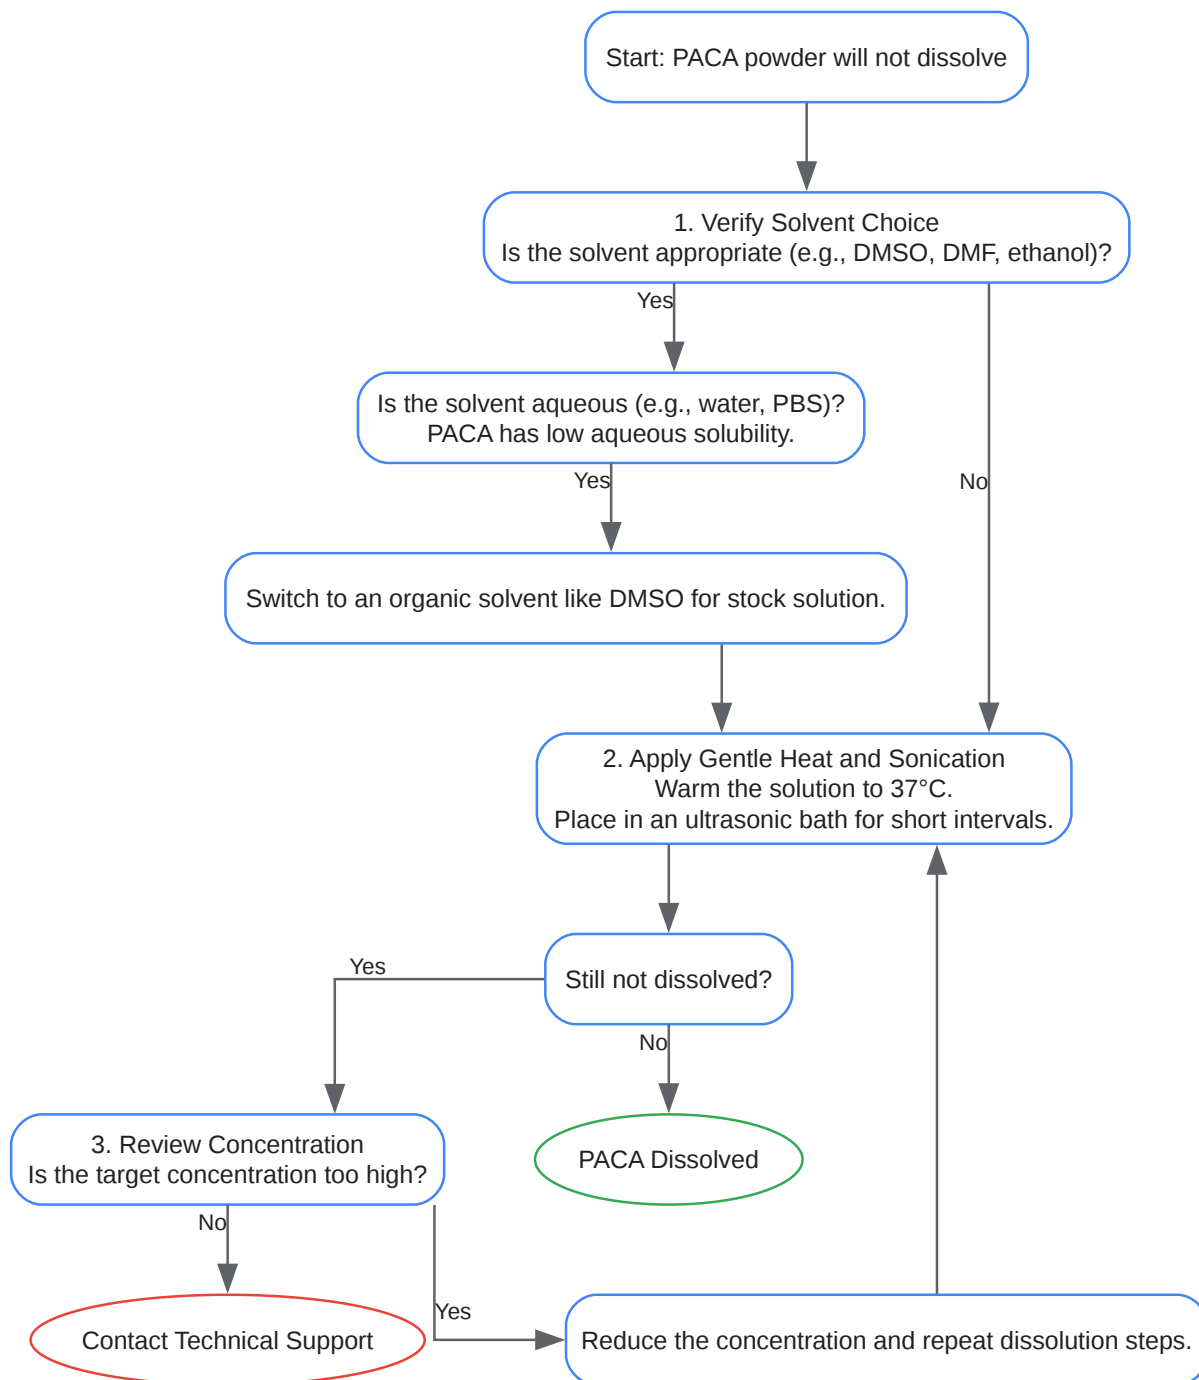 Start: PACA powder will not dissolve
1. Verify Solvent Choice
Is the solvent appropriate (e.g., DMSO, DMF, ethanol)?
Yes
Is the solvent aqueous (e.g., water, PBS)?
PACA has low aqueous solubility.
Yes
No
Switch to an organic solvent like DMSO for stock solution.
2. Apply Gentle Heat and Sonication
Warm the solution to 37°C.
Place in an ultrasonic bath for short intervals.
Yes
Still not dissolved?
No
3. Review Concentration
Is the target concentration too high?
PACA Dissolved
No
Yes
Contact Technical Support
Reduce the concentration and repeat dissolution steps.